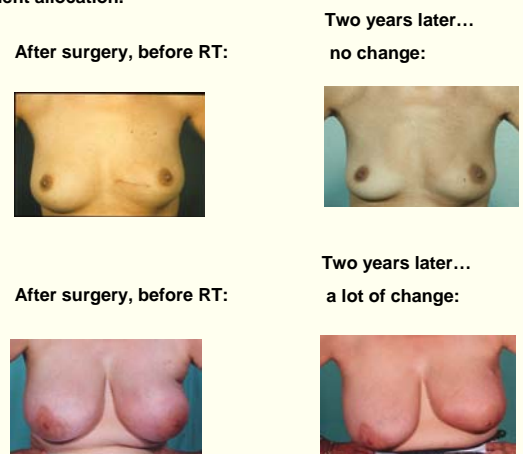 allocation.
Two years later…
After surgery, before RT:
no change:
Two years later…
After surgery, before RT:
a lot of change: